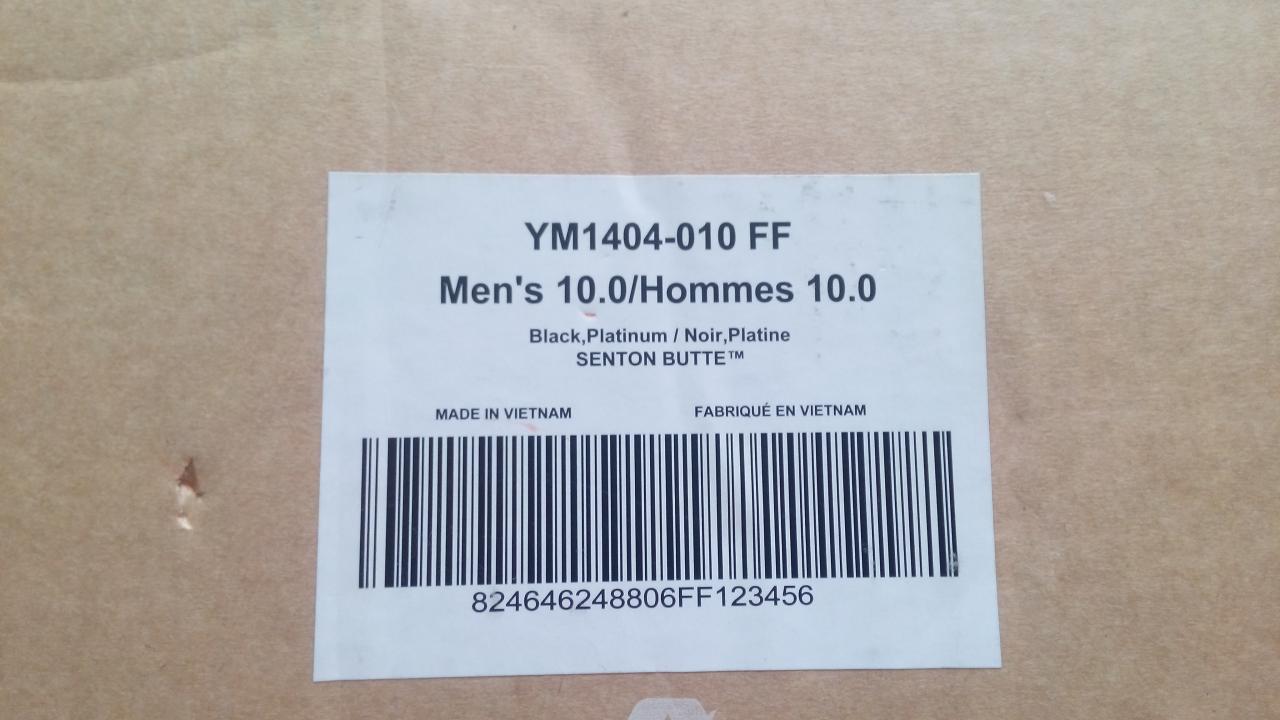 YM1404-010 FF
Men's 10.0/Hommes 10.0
Black,Platinum / Noir,Platine
SENTON BUTTE™
MADE IN VIETNAM FABRIQUÉ EN VIETNAM
824646248806FF123456